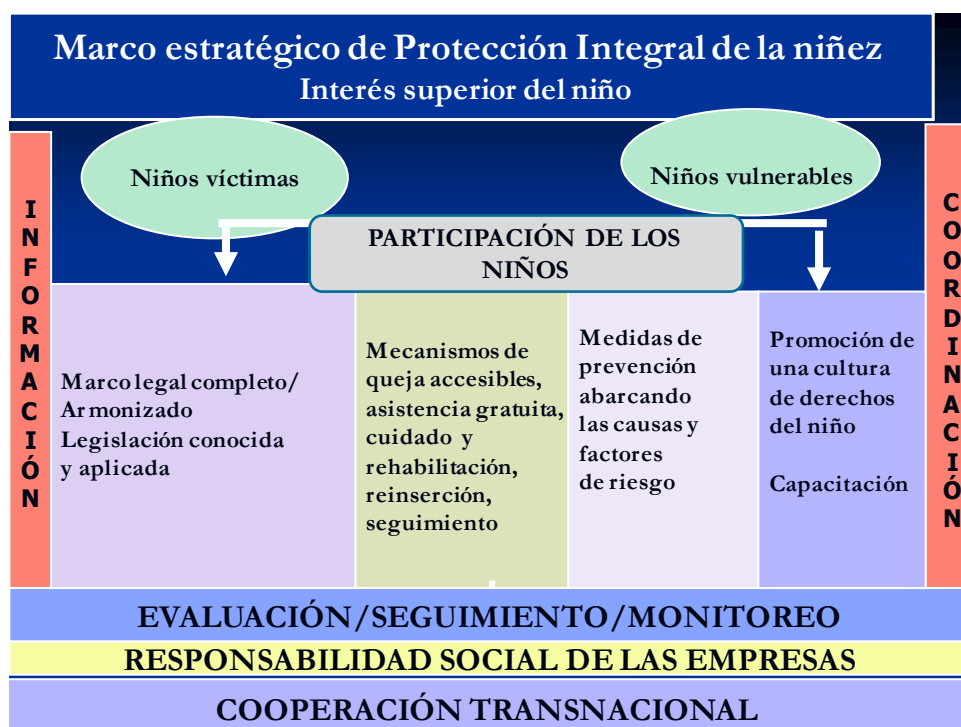 Marco estratégico de Protección Integral de la niñez
Interés superior del niño
Niños víctimas
Niños vulnerables
INFORMACIÓN
PARTICIPACIÓN DE LOS
NIÑOS
COORDINACIÓN
Marco legal completo/
Armonizado
Legislación conocida
y aplicada
Mecanismos de
queja accesibles,
asistencia gratuita,
cuidado y
rehabilitación,
reinserción,
seguimiento
Medidas de
prevención
abarcando
las causas y
factores
de riesgo
Promoción de
una cultura
de derechos
del niño
Capacitación
EVALUACIÓN/SEGUIMIENTO/MONITOREO
RESPONSABILIDAD SOCIAL DE LAS EMPRESAS
COOPERACIÓN TRANSNACIONAL